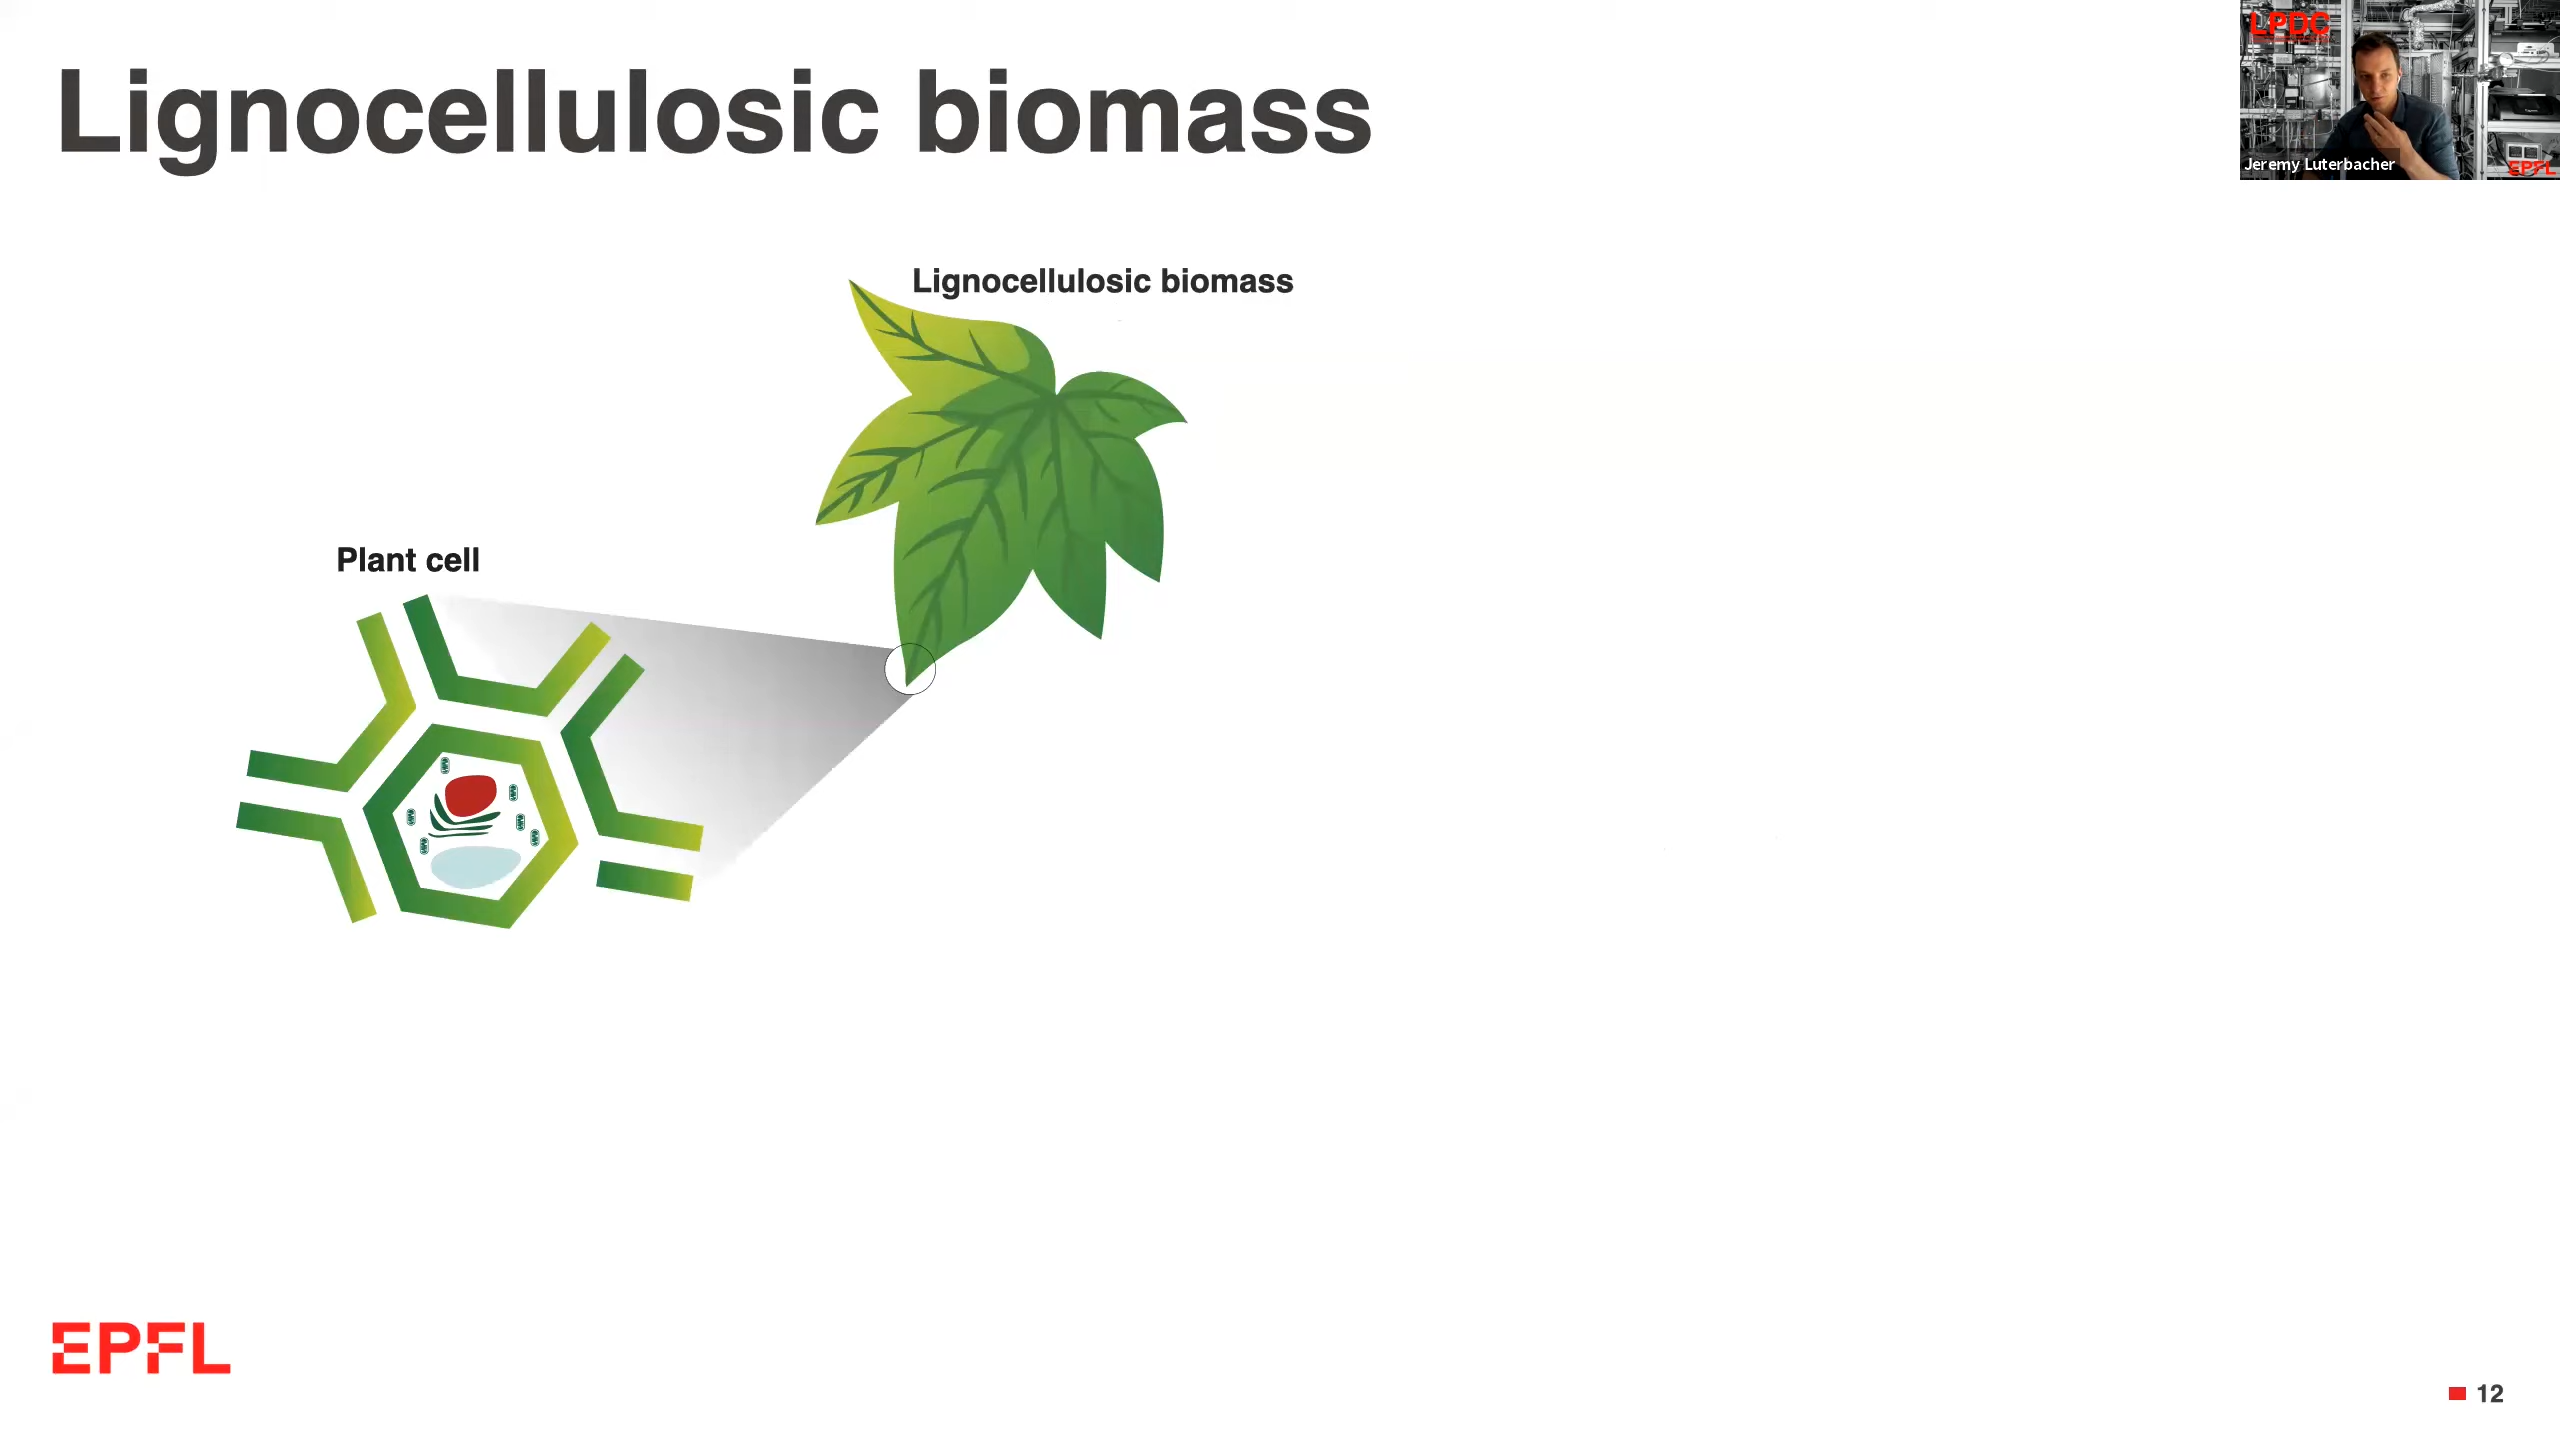 Lignocellulosic biomass
LPDC
Jeremy Luterbacher
EPFL
Lignocellulosic biomass
Plant cell
EPFL
12